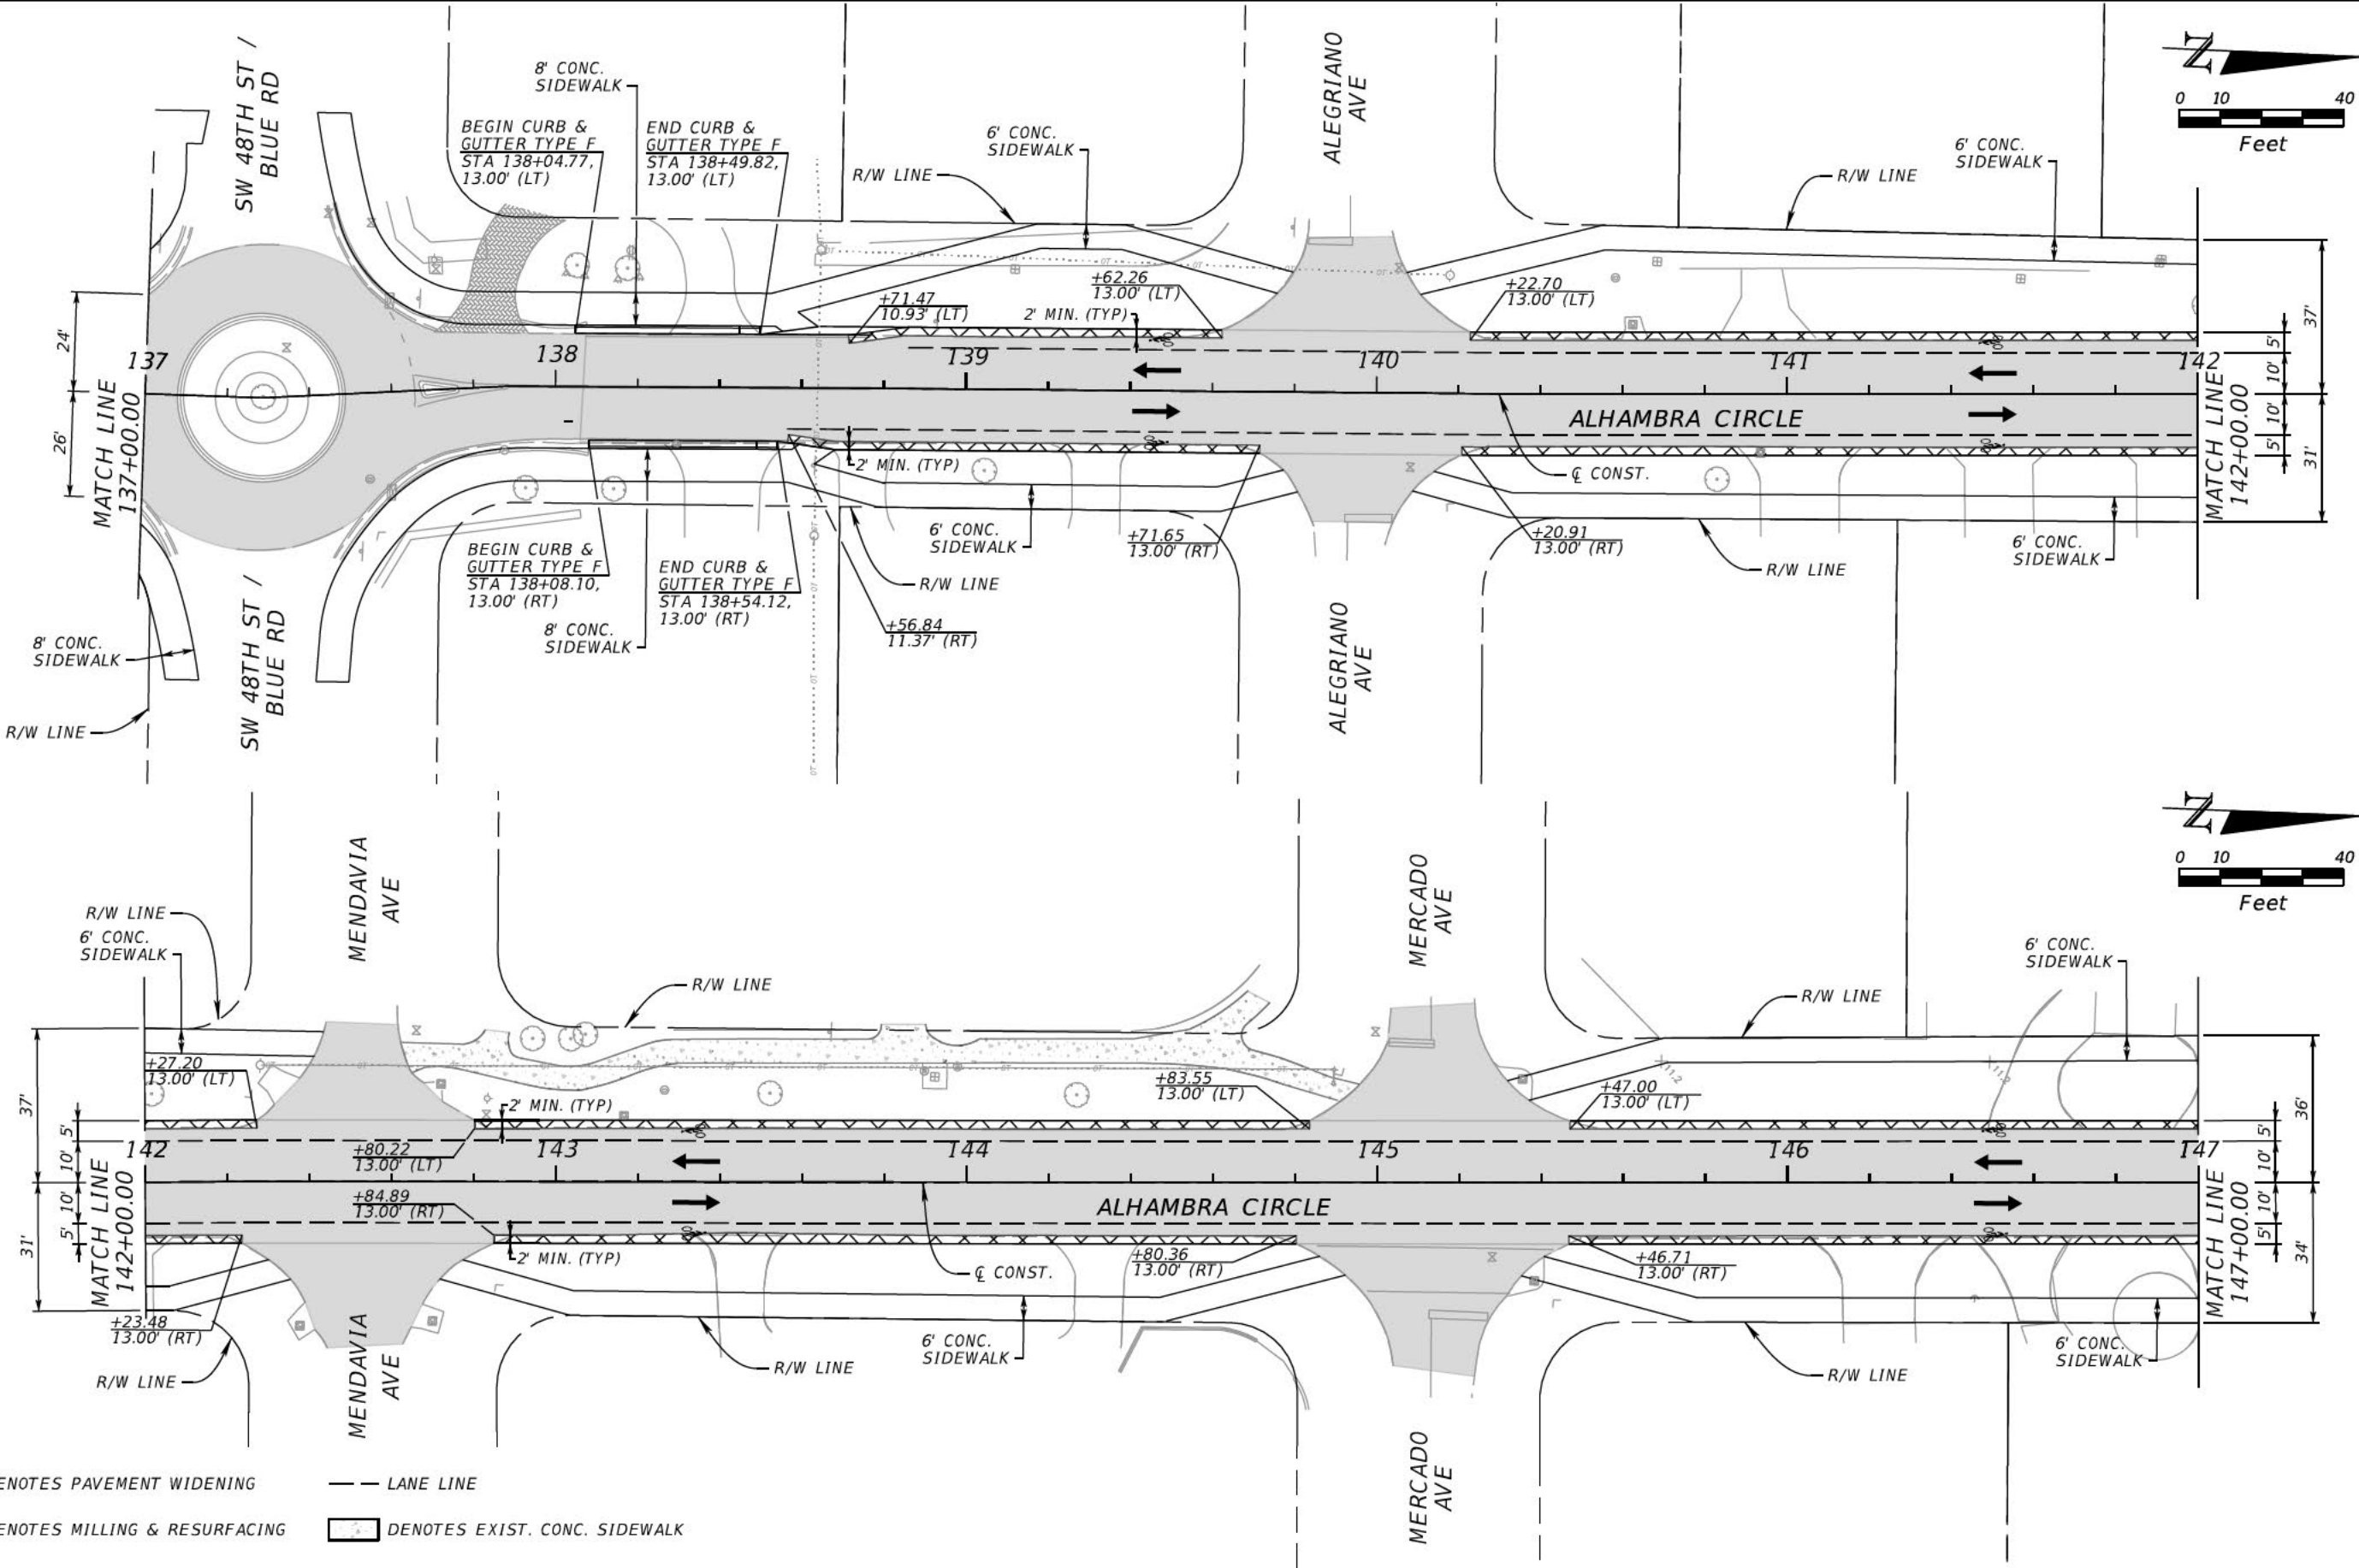 SW 48TH ST /
BLUE RD
8' CONC.
SIDEWALK
BEGIN CURB &
GUTTER TYPE F
STA 138+04.77,
13.00' (LT)
END CURB &
GUTTER TYPE F
STA 138+49.82,
13.00' (LT)
R/W LINE
6' CONC.
SIDEWALK
ALEGRIANO
AVE
R/W LINE
6' CONC.
SIDEWALK
N
0 10 40
Feet
+71.47
10.93' (LT)
+62.26
13.00' (LT)
2' MIN. (TYP)
+22.70
13.00' (LT)
24'
26'
137
138
139
140
141
142
37'
5'
10'
10'
5'
31'
MATCH LINE
137+00.00
ALHAMBRA CIRCLE
MATCH LINE
142+00.00
2' MIN. (TYP)
℄ CONST.
BEGIN CURB &
GUTTER TYPE F
STA 138+08.10,
13.00' (RT)
END CURB &
GUTTER TYPE F
STA 138+54.12,
13.00' (RT)
6' CONC.
SIDEWALK
+71.65
13.00' (RT)
+20.91
13.00' (RT)
6' CONC.
SIDEWALK
R/W LINE
R/W LINE
+56.84
11.37' (RT)
8' CONC.
SIDEWALK
8' CONC.
SIDEWALK
R/W LINE
SW 48TH ST /
BLUE RD
ALEGRIANO
AVE
N
0 10 40
Feet
MENDAVIA
AVE
MERCADO
AVE
R/W LINE
6' CONC.
SIDEWALK
R/W LINE
R/W LINE
6' CONC.
SIDEWALK
+27.20
13.00' (LT)
2' MIN. (TYP)
+83.55
13.00' (LT)
+47.00
13.00' (LT)
11.2
11.2
37'
5'
10'
10'
5'
31'
142
143
144
145
146
147
36'
5'
10'
10'
5'
34'
+80.22
13.00' (LT)
+84.89
13.00' (RT)
MATCH LINE
142+00.00
ALHAMBRA CIRCLE
MATCH LINE
147+00.00
2' MIN. (TYP)
℄ CONST.
+80.36
13.00' (RT)
+46.71
13.00' (RT)
+23.48
13.00' (RT)
R/W LINE
R/W LINE
6' CONC.
SIDEWALK
6' CONC.
SIDEWALK
R/W LINE
MENDAVIA
AVE
MERCADO
AVE
ENOTES PAVEMENT WIDENING
LANE LINE
ENOTES MILLING & RESURFACING
DENOTES EXIST. CONC. SIDEWALK